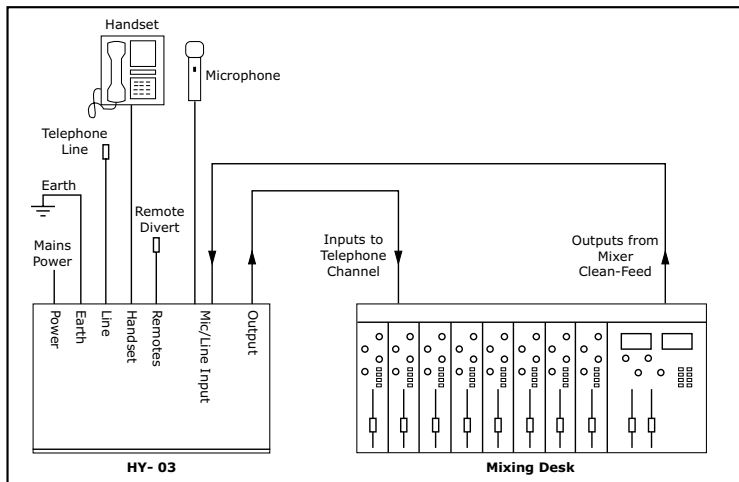 Handset
Microphone
Telephone
Line
Earth
Remote
Divert
Mains
Power
Inputs to
Telephone
Channel
Outputs from
Mixer
Clean-Feed
Power
Earth
Line
Handset
Remotes
Mic/Line Input
Output
HY- 03
Mixing Desk